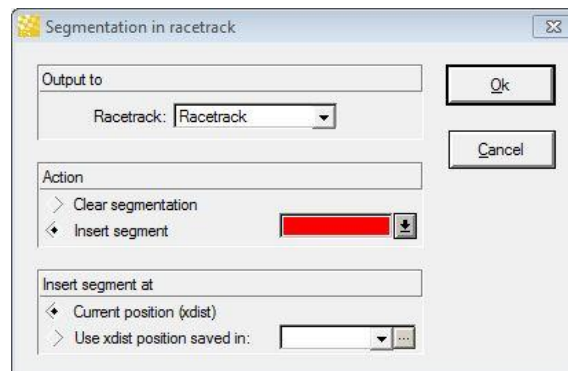 Segmentation in racetrack
Output to
Racetrack: Racetrack
Ok
Cancel
Action
Clear segmentation
Insert segment
Insert segment at
Current position (xdist)
Use xdist position saved in:
...